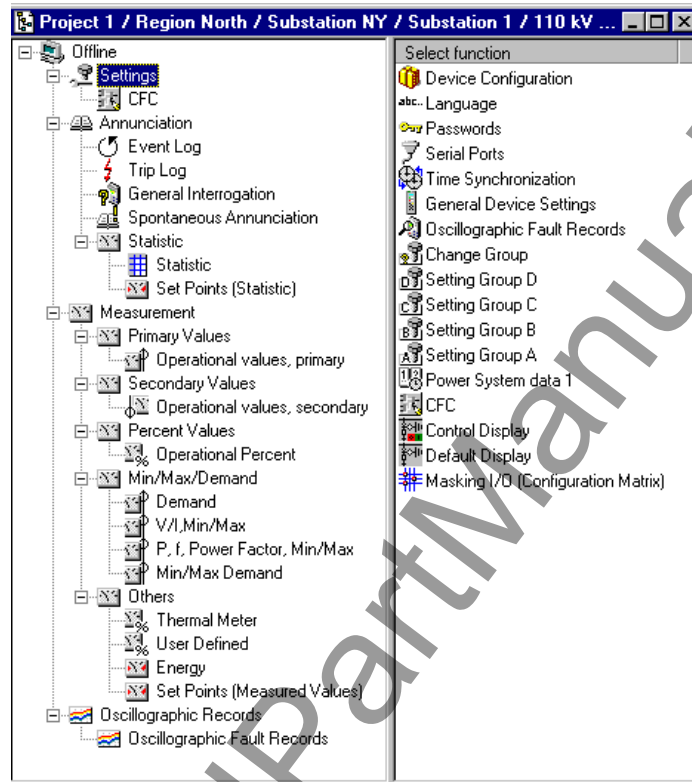 Project 1 / Region North / Substation NY / Substation 1 / 110 kV ...
Offline
Settings
CFC
Annunciation
Event Log
Trip Log
General Interrogation
Spontaneous Annunciation
Statistic
Statistic
Set Points (Statistic)
Measurement
Primary Values
Operational values, primary
Secondary Values
Operational values, secondary
Percent Values
Operational Percent
Min/Max/Demand
Demand
V/I,Min/Max
P, f, Power Factor, Min/Max
Min/Max Demand
Others
Thermal Meter
User Defined
Energy
Set Points (Measured Values)
Oscillographic Records
Oscillographic Fault Records
Select function
Device Configuration
abc.. Language
Passwords
Serial Ports
Time Synchronization
General Device Settings
Oscillographic Fault Records
Change Group
D Setting Group D
C Setting Group C
B Setting Group B
A Setting Group A
Power System data 1
CFC
Control Display
Default Display
Masking I/O (Configuration Matrix)